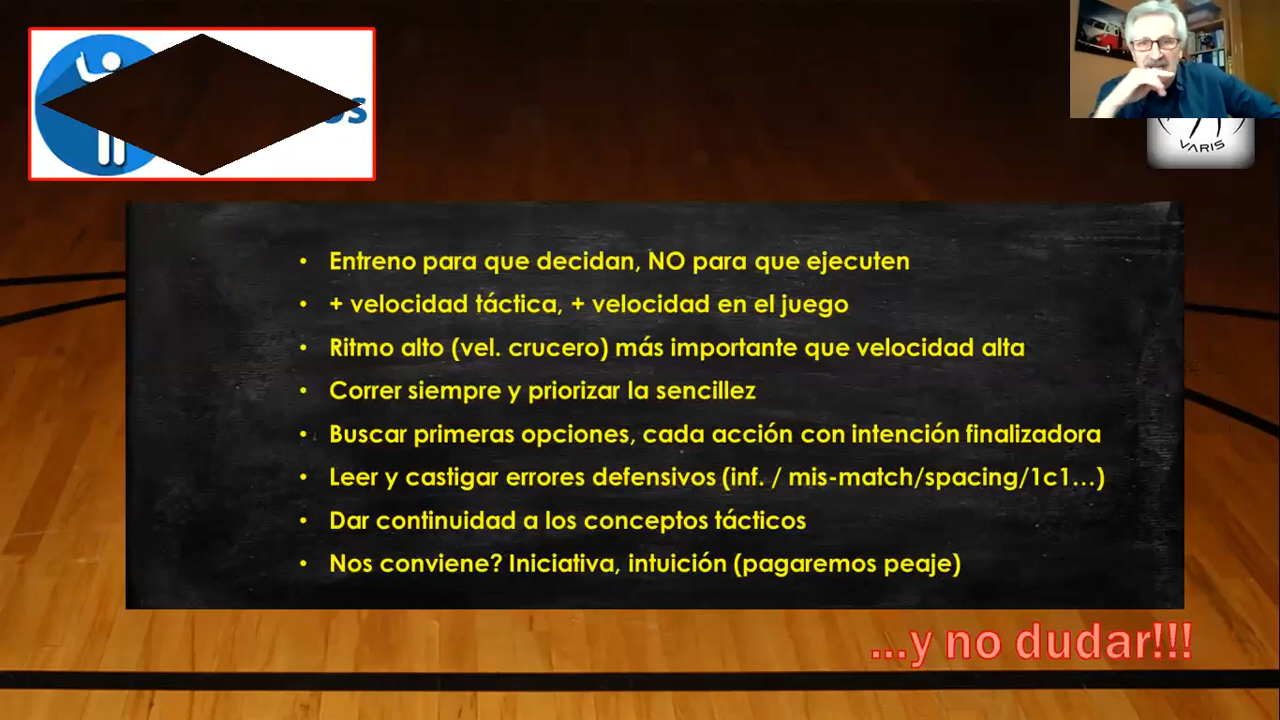 VARIS
• Entreno para que decidan, NO para que ejecuten
• + velocidad táctica, + velocidad en el juego
• Ritmo alto (vel. crucero) más importante que velocidad alta
• Correr siempre y priorizar la sencillez
• Buscar primeras opciones, cada acción con intención finalizadora
• Leer y castigar errores defensivos (inf. / mis-match/spacing/1c1...)
• Dar continuidad a los conceptos tácticos
• Nos conviene? Iniciativa, intuición (pagaremos peaje)
...y no dudar!!!